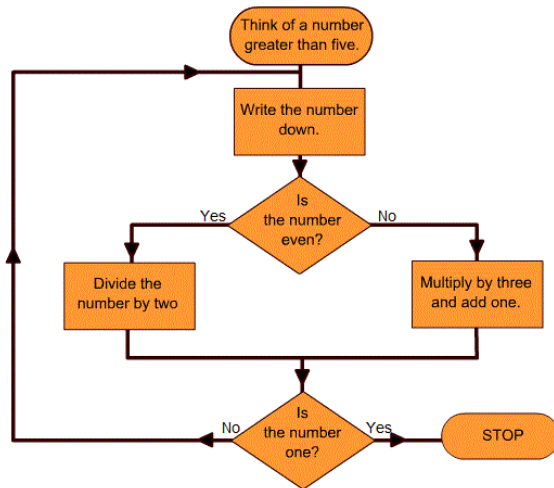 Think of a number
greater than five.
Write the number
down.
Is
the number
even?
Yes
No
Divide the
number by two
Multiply by three
and add one.
Is
the number
one?
No
Yes
STOP